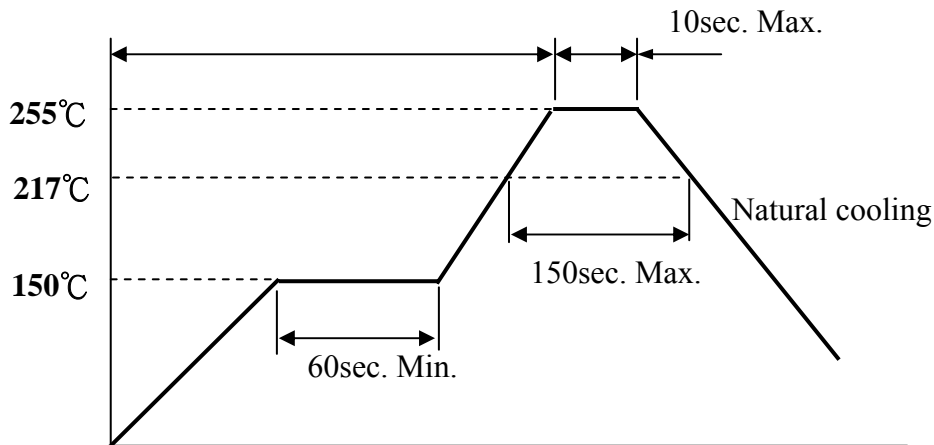 10sec. Max.
255℃
217℃
Natural cooling
150℃
150sec. Max.
60sec. Min.